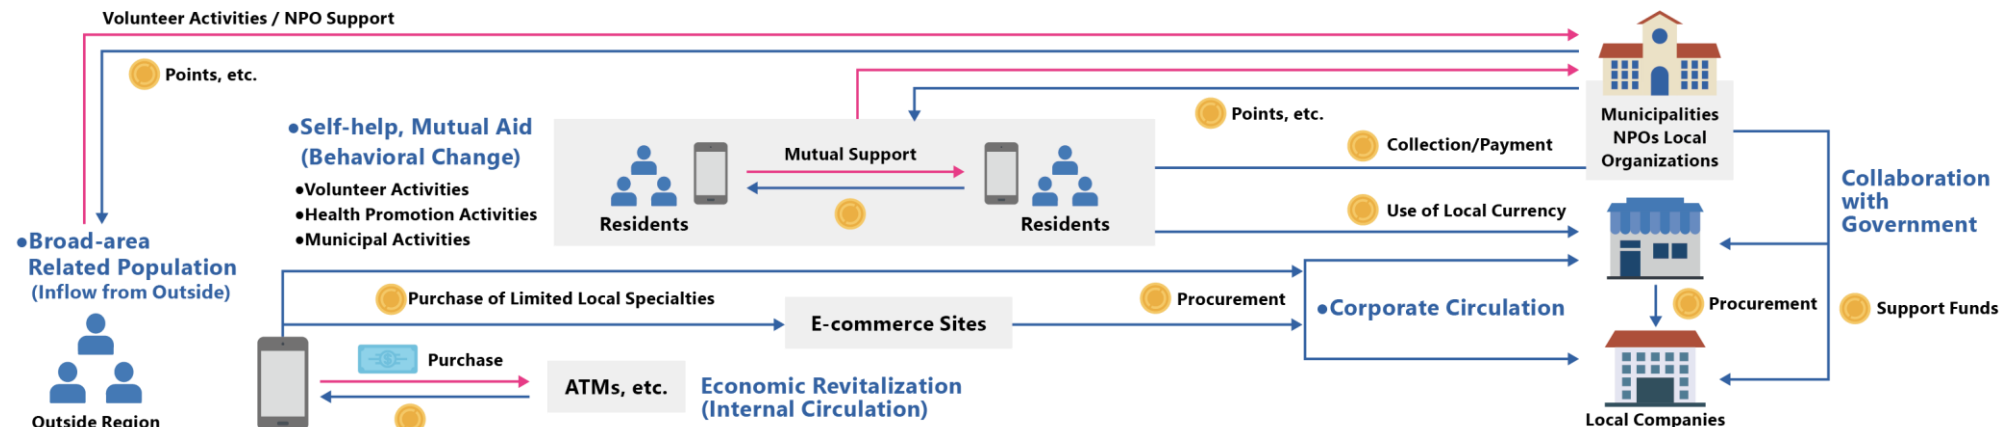 Volunteer Activities / NPO Support
Points, etc.
●Self-help, Mutual Aid
(Behavioral Change)
●Volunteer Activities
●Health Promotion Activities
●Municipal Activities
Mutual Support
Residents
Residents
Points, etc.
Collection/Payment
Use of Local Currency
Municipalities
NPOs Local
Organizations
Collaboration
with
Government
●Broad-area
Related Population
(Inflow from Outside)
Outside Region
Purchase of Limited Local Specialties
E-commerce Sites
Procurement
●Corporate Circulation
Procurement
Support Funds
Purchase
ATMs, etc.
Economic Revitalization
(Internal Circulation)
Local Companies